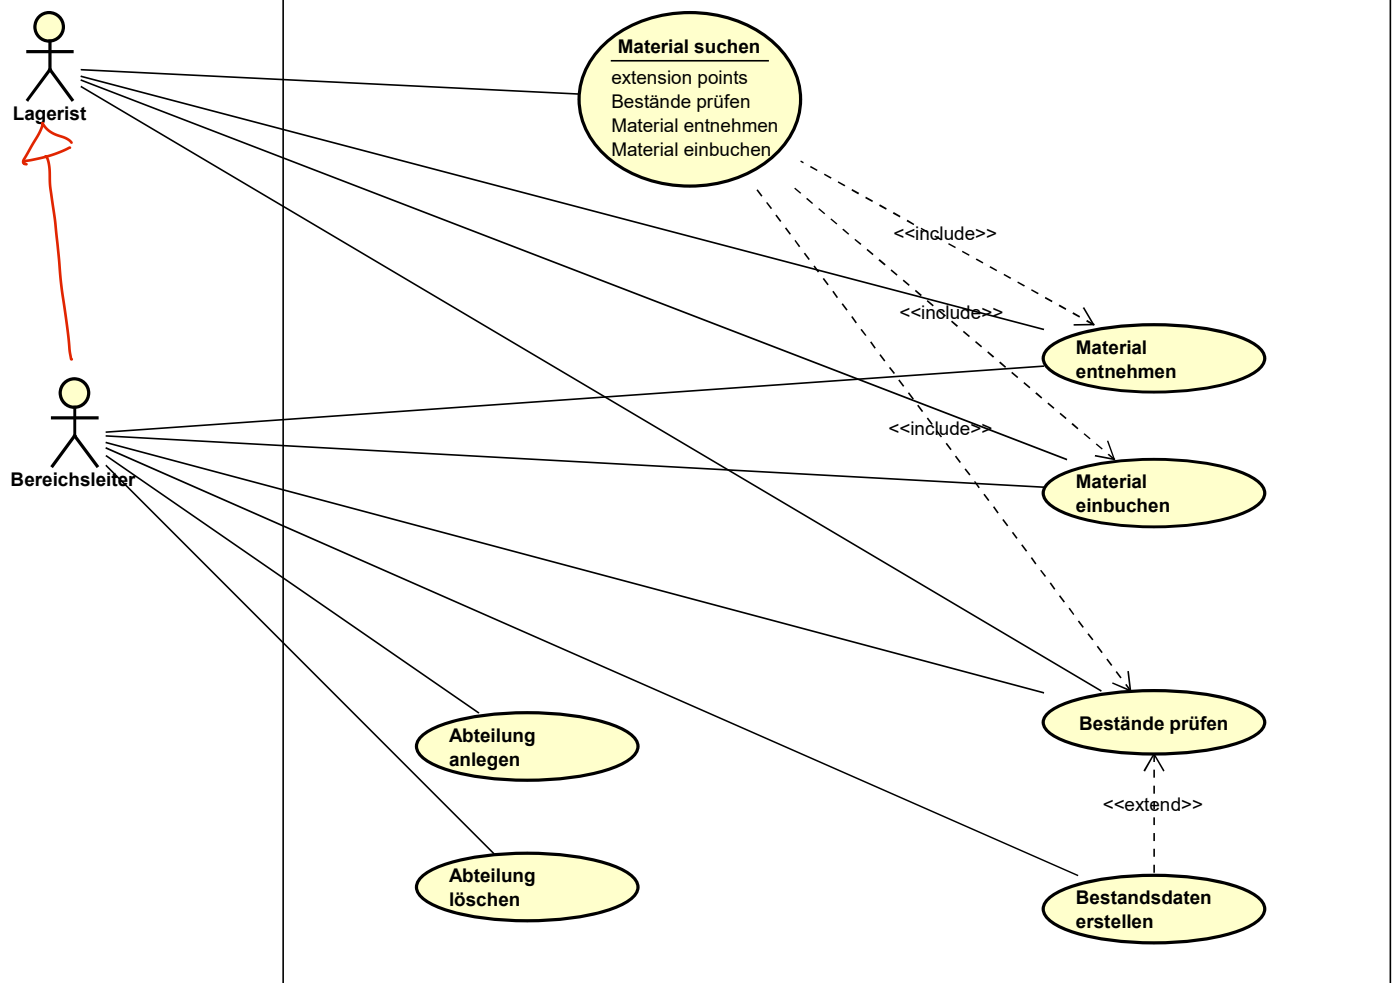 Lagerist
Material suchen
extension points
Bestände prüfen
Material entnehmen
Material einbuchen
<<include>>
<<include>>
Material
entnehmen
<<include>>
Bereichsleiter
Material
einbuchen
Bestände prüfen
Abteilung
anlegen
<<extend>>
Abteilung
löschen
Bestandsdaten
erstellen